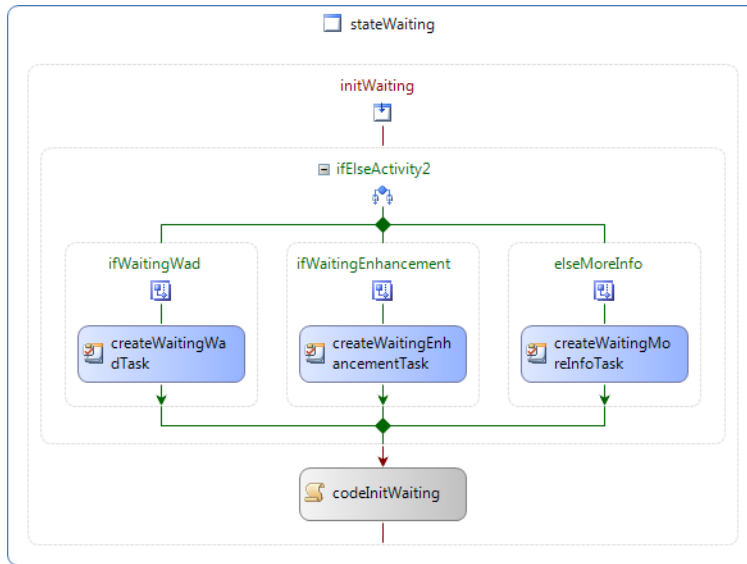 stateWaiting
initWaiting
ifElseActivity2
ifWaitingWad
ifWaitingEnhancement
elseMoreInfo
createWaitingWa
dTask
createWaitingEnh
ancementTask
createWaitingMo
reInfoTask
codeInitWaiting